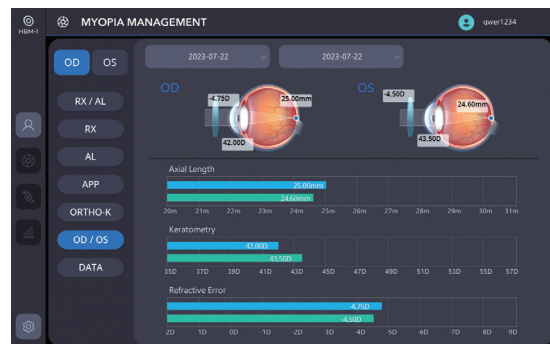 HBM-1
MYOPIA MANAGEMENT
qwer1234
OD OS
2023-07-22 2023-07-22
RX / AL
RX
AL
APP
ORTHO-K
OD / OS
DATA
OD
-4.75D
25.00mm
42.00D
OS
-4.50D
24.60mm
43.50D
Axial Length
25.00mm
24.60mm
20m 21m 22m 23m 24m 25m 26m 27m 28m 29m 30m 31m
Keratometry
42.00D
43.50D
35D 37D 39D 41D 43D 45D 47D 49D 51D 53D 55D 57D
Refractive Error
-4.75D
-4.50D
2D 1D 0D -1D -2D -3D -4D -5D -6D -7D -8D -9D